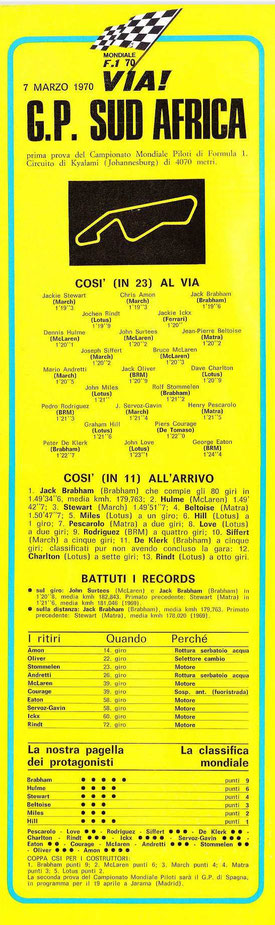 MONDIALE
F.1 70
VIA!
7 MARZO 1970
G.P. SUD AFRICA
prima prova del Campionato Mondiale Piloti di Formula 1.
Circuito di Kyalami (Johannesburg) di 4070 metri.
COSI' (IN 23) AL VIA
Jackie Stewart Chris Amon Jack Brabham
(March) (March) (Brabham)
1'19"3 1'19"3 1'19"6
Jochen Rindt Jackie Ickx
(Lotus) (Ferrari)
1'19"9 1'20"
Dennis Hulme John Surtees Jean-Pierre Beltoise
(McLaren) (McLaren) (Matra)
1'20"1 1'20"2 1'20"2
Joseph Siffert Bruce McLaren
(March) (McLaren)
1'20"2 1'20"3
Mario Andretti Jack Oliver Dave Charlton
(March) (BRM) (Lotus)
1'20"5 1'20"9 1'20"9
John Miles Rolf Stommelen
(Lotus) (Brabham)
1'21" 1'21"
Pedro Rodriguez J. Servoz-Gavin Henry Pescarolo
(BRM) (March) (Matra)
Graham Hill Piers Courage
(Lotus) (De Tomaso)
1'22"
Peter De Klerk John Love George Eaton
(Brabham) (Lotus) (BRM)
1'22"7 1'23"1 1'24"4
COSI' (IN 11) ALL'ARRIVO
1. Jack Brabham (Brabham) che compie gli 80 giri in
1.49'34"6, media kmh. 179,763; 2. Hulme (McLaren) 1.49'
42"7; 3. Stewart (March) 1.49'51"7; 4. Beltoise (Matra)
1.50'47"7; 5. Miles (Lotus) a un giro; 6. Hill (Lotus) a
1 giro; 7. Pescarolo (Matra) a due giri; 8. Love (Lotus)
a due giri; 9. Rodriguez (BRM) a quattro giri; 10. Siffert
(March) a cinque giri; 11. De Klerk (Brabham) a cinque
giri; classificati pur non avendo concluso la gara: 12.
Charlton (Lotus) a sette giri; 13. Rindt (Lotus) a otto giri.
BATTUTI I RECORDS
● sul giro: John Surtees (McLaren) e Jack Brabham (Brabham) in
1'20"8, media kmh 182,643. Primato precedente: Stewart (Matra) in
1'21"6, media kmh 181,046 (1969).
● sulla distanza: Jack Brabham (Brabham), media kmh 179,763. Primato
precedente: Stewart (Matra), media kmh 178,020 (1969).
I ritiri Quando Perché
Amon 14. giro Rottura serbatoio acqua
Oliver 22. giro Selettore cambio
Stommelen 23. giro Motore
Andretti 26. giro Rottura serbatoio acqua
McLaren 39. giro Motore
Courage 39. giro Sosp. ant. (fuoristrada)
Eaton 58. giro Motore
Servoz-Gavin 58. giro Motore
Ickx 60. giro Motore
Rindt 72. giro Motore
La nostra pagella La classifica
dei protagonisti mondiale
Brabham ● ● ● ● ● punti 9
Hulme ● ● ● ● punti 6
Stewart ● ● ● ● punti 4
Beltoise ● ● ● punti 3
Miles ● ● ● punti 2
Hill ● ● ● ● punti 1
Pescarolo - Love ●● - Rodriguez - Siffert ●●● - De Klerk ●●
- Charlton ●● - Rindt ●●● - Ickx ●●● - Servoz-Gavin ●●● -
Eaton ●● - Courage - McLaren - Andretti ●●● - Stommelen ●●
- Oliver ●● - Amon ●●●●
COPPA CSI PER I COSTRUTTORI:
1. Brabham punti 9; 2. McLaren punti 6; 3. March punti 4; 4. Matra
punti 3; 5. Lotus punti 2.
La seconda prova del Campionato Mondiale Piloti sarà il G.P. di Spagna,
in programma per il 19 aprile a Jarama (Madrid).